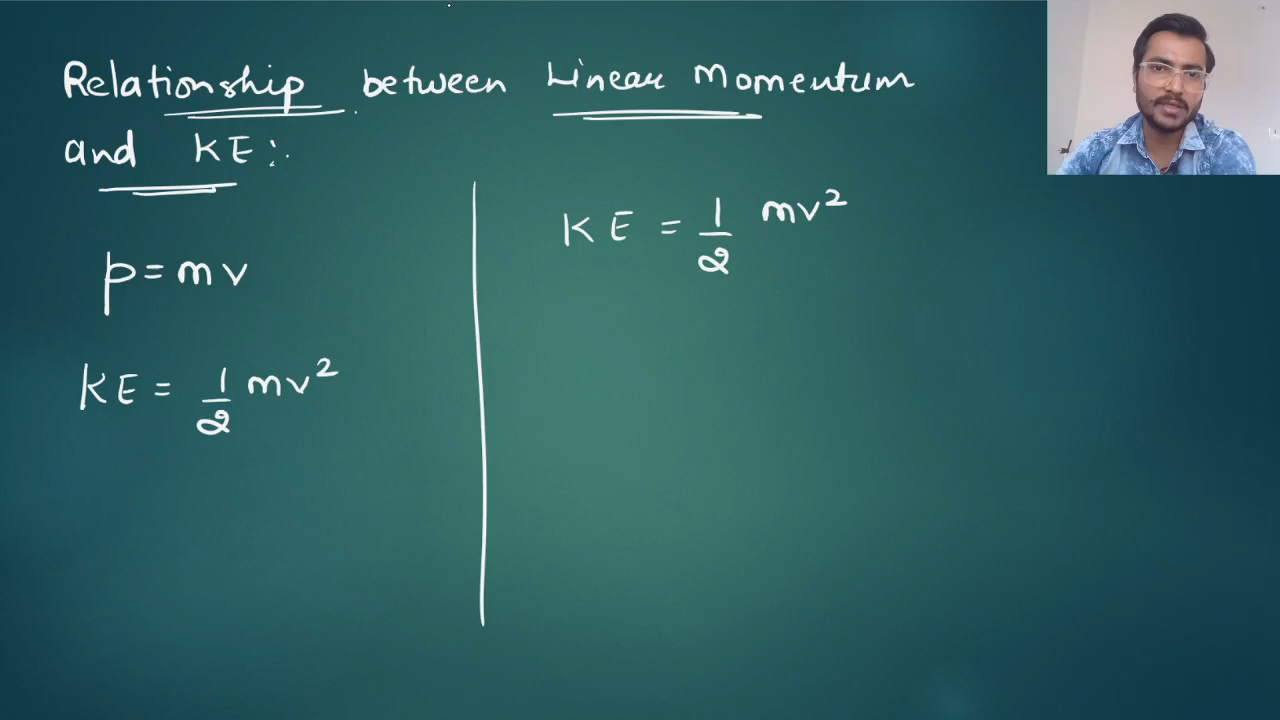 Relationship between Linear Momentum
and KE:
p = mv
KE = 1/2 mv²
KE = 1/2 mv²